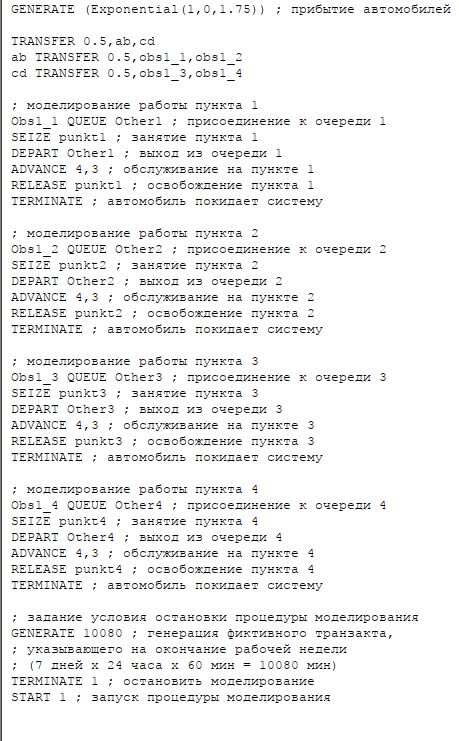 GENERATE (Exponential(1,0,1.75)) ; прибытие автомобилей
TRANSFER 0.5,ab,cd
ab TRANSFER 0.5,obs1_1,obs1_2
cd TRANSFER 0.5,obs1_3,obs1_4
; моделирование работы пункта 1
Obs1_1 QUEUE Other1 ; присоединение к очереди 1
SEIZE punkt1 ; занятие пункта 1
DEPART Other1 ; выход из очереди 1
ADVANCE 4,3 ; обслуживание на пункте 1
RELEASE punkt1 ; освобождение пункта 1
TERMINATE ; автомобиль покидает систему
; моделирование работы пункта 2
Obs1_2 QUEUE Other2 ; присоединение к очереди 2
SEIZE punkt2 ; занятие пункта 2
DEPART Other2 ; выход из очереди 2
ADVANCE 4,3 ; обслуживание на пункте 2
RELEASE punkt2 ; освобождение пункта 2
TERMINATE ; автомобиль покидает систему
; моделирование работы пункта 3
Obs1_3 QUEUE Other3 ; присоединение к очереди 3
SEIZE punkt3 ; занятие пункта 3
DEPART Other3 ; выход из очереди 3
ADVANCE 4,3 ; обслуживание на пункте 3
RELEASE punkt3 ; освобождение пункта 3
TERMINATE ; автомобиль покидает систему
; моделирование работы пункта 4
Obs1_4 QUEUE Other4 ; присоединение к очереди 4
SEIZE punkt4 ; занятие пункта 4
DEPART Other4 ; выход из очереди 4
ADVANCE 4,3 ; обслуживание на пункте 4
RELEASE punkt4 ; освобождение пункта 4
TERMINATE ; автомобиль покидает систему
; задание условия остановки процедуры моделирования
GENERATE 10080 ; генерация фиктивного транзакта,
; указывающего на окончание рабочей недели
; (7 дней x 24 часа x 60 мин = 10080 мин)
TERMINATE 1 ; остановить моделирование
START 1 ; запуск процедуры моделирования